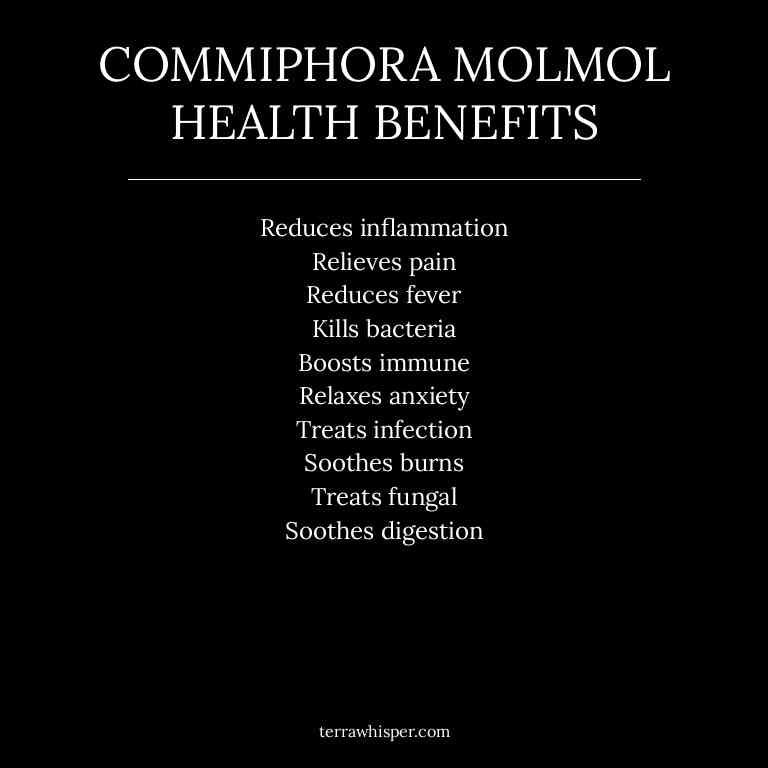 COMMIPHORA MOLMOL
HEALTH BENEFITS
Reduces inflammation
Relieves pain
Reduces fever
Kills bacteria
Boosts immune
Relaxes anxiety
Treats infection
Soothes burns
Treats fungal
Soothes digestion
terrawhisper.com